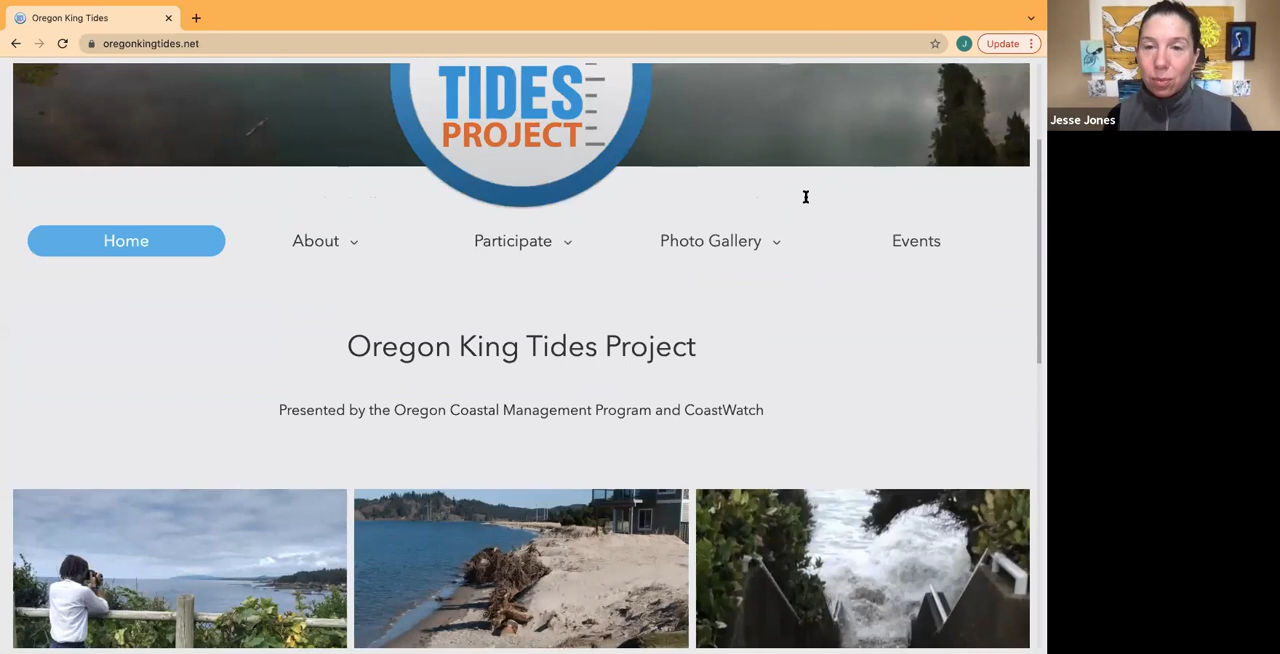 Oregon King Tides
oregonkingtides.net
J
Update
Jesse Jones
TIDES
PROJECT
Home
About
Participate
Photo Gallery
Events
Oregon King Tides Project
Presented by the Oregon Coastal Management Program and CoastWatch